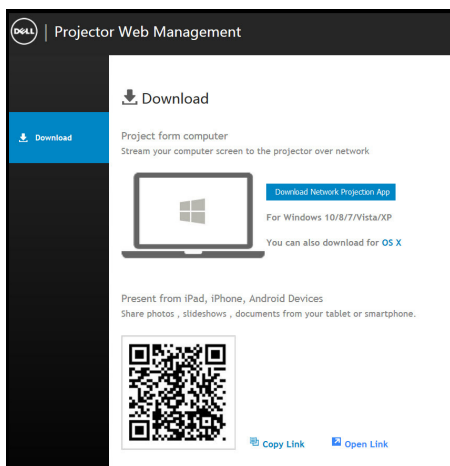 DELL | Projector Web Management
Download
Download
Project form computer
Stream your computer screen to the projector over network
Download Network Projection App
For Windows 10/8/7/Vista/XP
You can also download for OS X
Present from iPad, iPhone, Android Devices
Share photos , slideshows , documents from your tablet or smartphone.
Copy Link Open Link